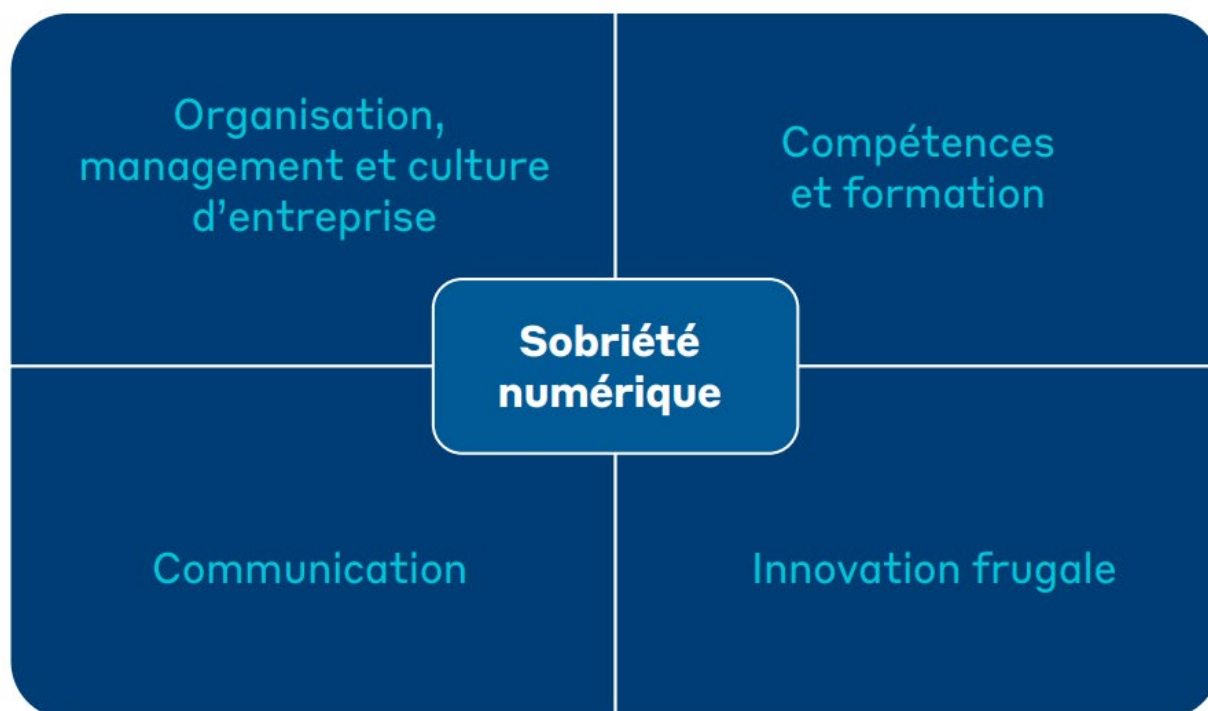 Organisation,
management et culture
d’entreprise
Compétences
et formation
Sobriété
numérique
Communication
Innovation frugale